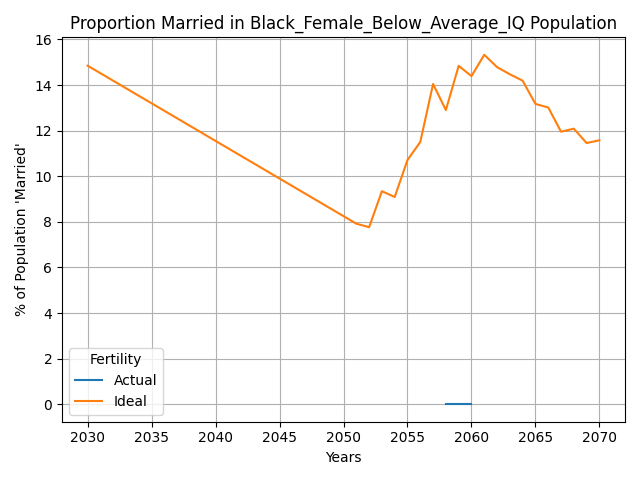 Proportion Married in Black_Female_Below_Average_IQ Population
% of Population 'Married'
16
14
12
10
8
6
4
2
0
Fertility
Actual
Ideal
2030 2035 2040 2045 2050 2055 2060 2065 2070
Years